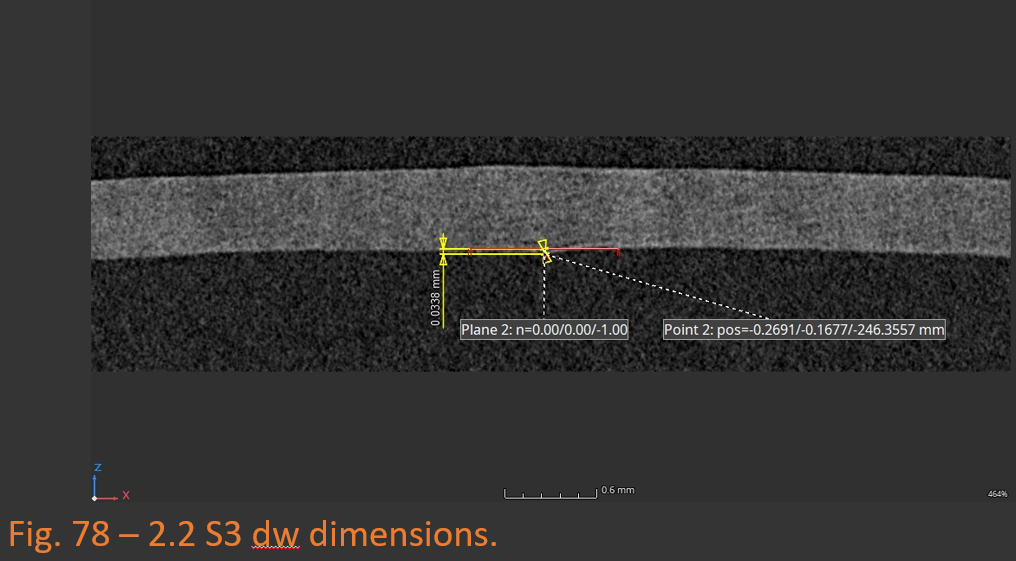 0.0338 mm
Plane 2: n=0.00/0.00/-1.00
Point 2: pos=-0.2691/-0.1677/-246.3557 mm
Z
X
0.6 mm
464%
Fig. 78 – 2.2 S3 dw dimensions.